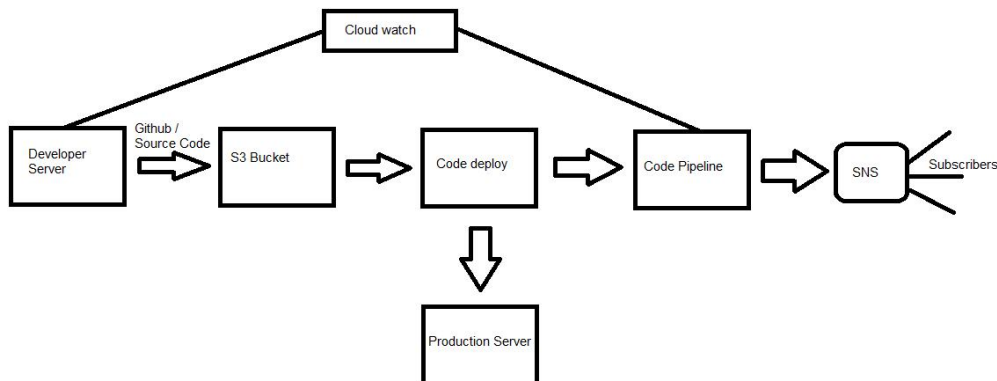 Cloud watch
Github /
Source Code
Developer
Server
S3 Bucket
Code deploy
Code Pipeline
SNS
Subscribers
Production Server